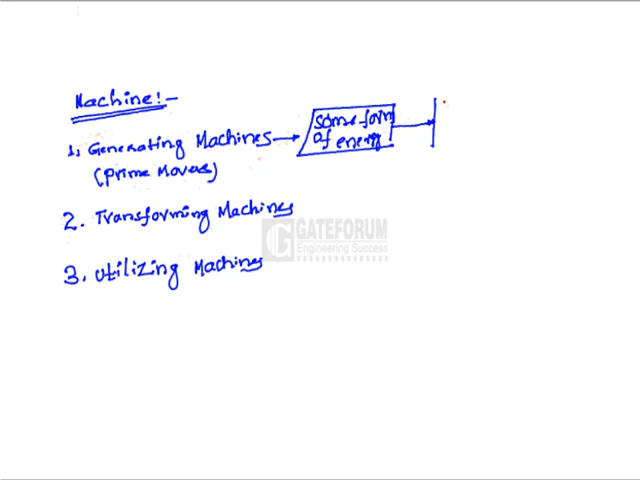 Machine:-
1. Generating Machines → some form
of energy
(Prime Movers)
2. Transforming Machines
GATEFORUM
Engineering Success
3. Utilizing Machines